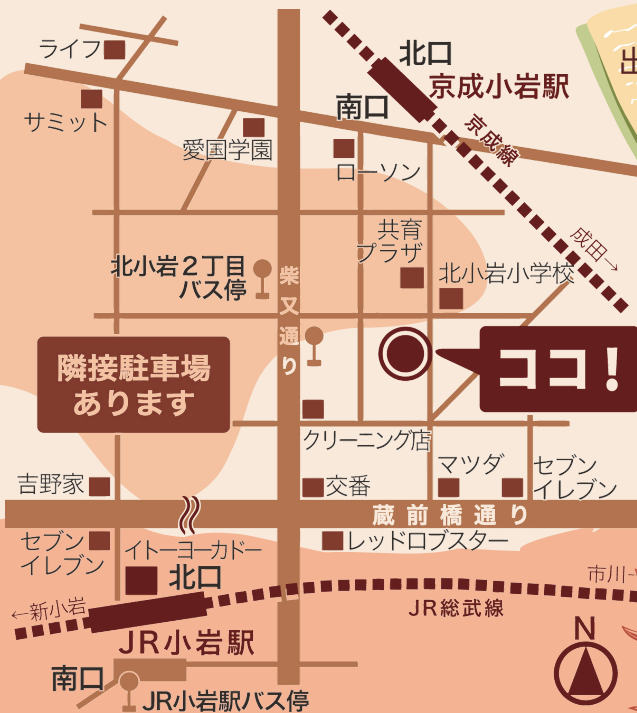 ライフ
北口
京成小岩駅
出
サミット
南口
愛国学園
ローソン
京成線
共育
プラザ
成田→
北小岩2丁目
バス停
柴又通り
北小岩小学校
隣接駐車場
あります
ココ！
クリーニング店
吉野家
交番
マツダ
セブン
イレブン
蔵前橋通り
セブン
イレブン
イトーヨーカドー
レッドロブスター
北口
←新小岩
市川
JR総武線
JR小岩駅
N
南口
JR小岩駅バス停